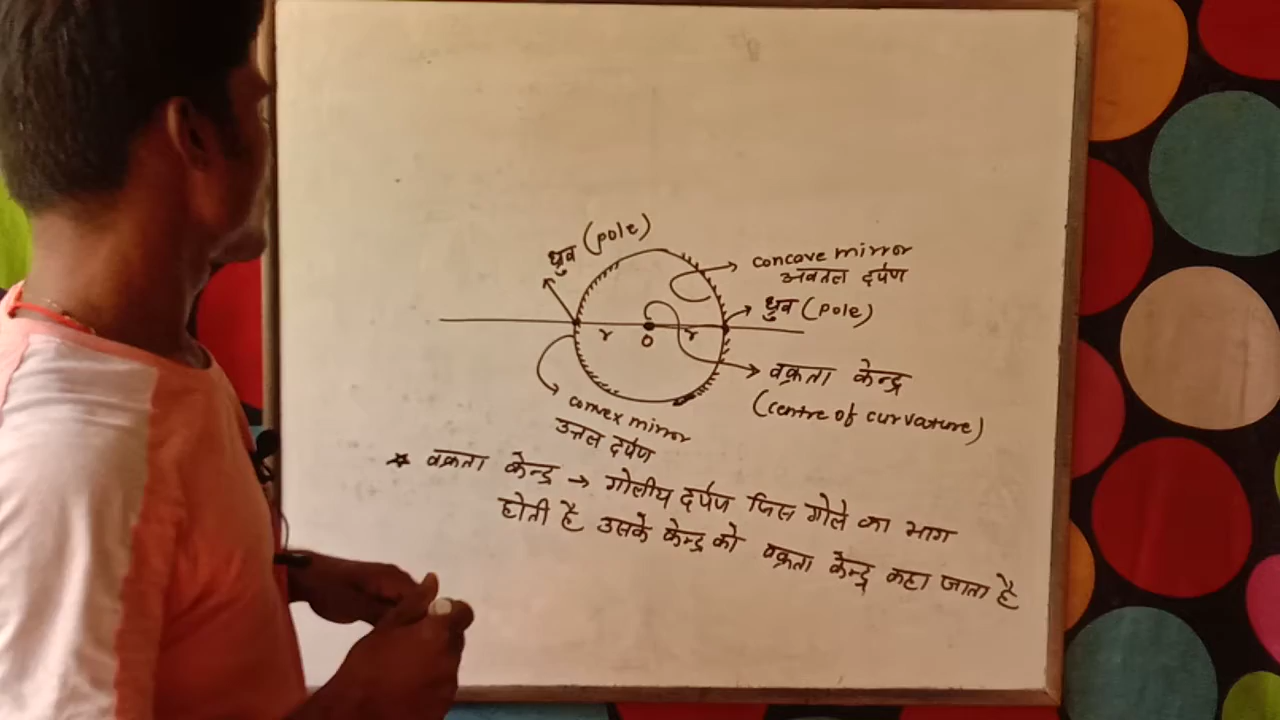 ध्रुव (pole)
concave mirror
अवतल दर्पण
ध्रुव (pole)
r
r
O
वक्रता केन्द्र
(centre of curvature)
convex mirror
उत्तल दर्पण
* वक्रता केन्द्र → गोलीय दर्पण जिस गोले का भाग
होती है उसके केन्द्र को वक्रता केन्द्र कहा जाता है